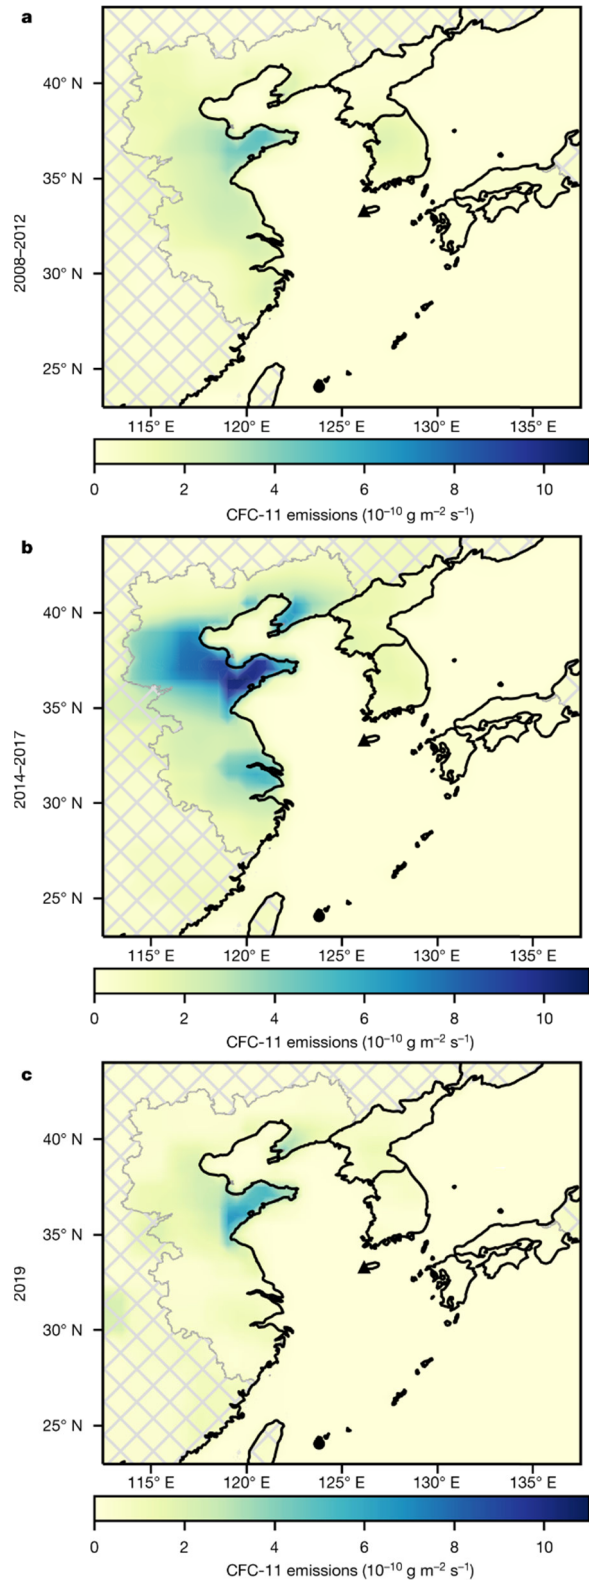 a
40° N
35° N
30° N
25° N
2008–2012
115° E 120° E 125° E 130° E 135° E
0 2 4 6 8 10
CFC-11 emissions (10⁻¹⁰ g m⁻² s⁻¹)
b
40° N
35° N
30° N
25° N
2014–2017
115° E 120° E 125° E 130° E 135° E
0 2 4 6 8 10
CFC-11 emissions (10⁻¹⁰ g m⁻² s⁻¹)
c
40° N
35° N
30° N
25° N
2019
115° E 120° E 125° E 130° E 135° E
0 2 4 6 8 10
CFC-11 emissions (10⁻¹⁰ g m⁻² s⁻¹)